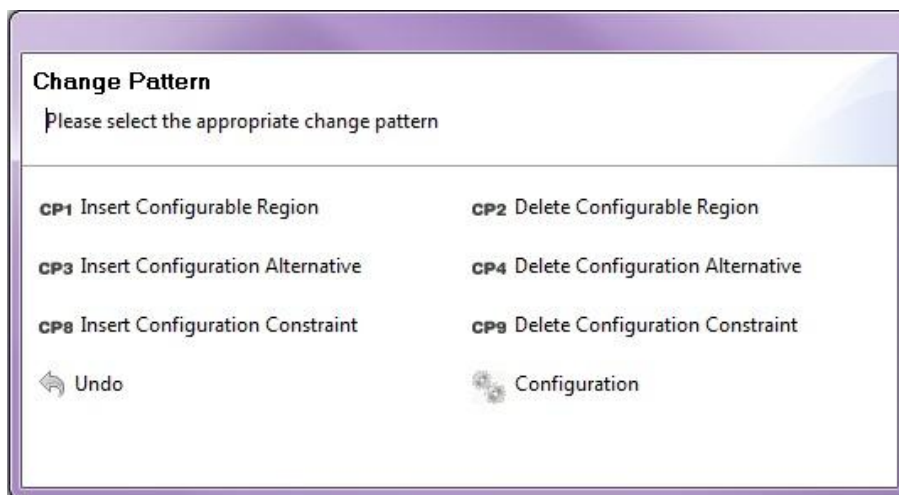 Change Pattern
Please select the appropriate change pattern
CP1 Insert Configurable Region
CP2 Delete Configurable Region
CP3 Insert Configuration Alternative
CP4 Delete Configuration Alternative
CP8 Insert Configuration Constraint
CP9 Delete Configuration Constraint
Undo
Configuration